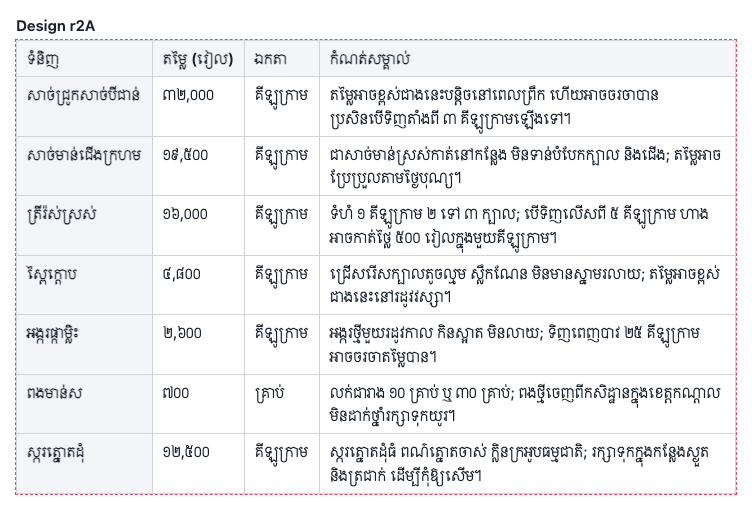 Design r2A
ទំនិញ តម្លៃ (រៀល) ឯកតា កំណត់សម្គាល់
សាច់ជ្រូកសាច់បីជាន់ ៣២,០០០ គីឡូក្រាម តម្លៃអាចខ្ពស់ជាងនេះបន្តិចនៅពេលព្រឹក ហើយអាចចរចាបាន
ប្រសិនបើទិញតាំងពី ៣ គីឡូក្រាមឡើងទៅ។
សាច់មាន់ជើងក្រហម ១៩,៥០០ គីឡូក្រាម ជាសាច់មាន់ស្រស់កាត់នៅកន្លែង មិនទាន់បំបែកក្បាល និងជើង; តម្លៃអាច
ប្រែប្រួលតាមថ្ងៃបុណ្យ។
ត្រីរ៉ស់ស្រស់ ១៦,០០០ គីឡូក្រាម ទំហំ ១ គីឡូក្រាម ២ ទៅ ៣ ក្បាល; បើទិញលើសពី ៥ គីឡូក្រាម ហាង
អាចកាត់ថ្លៃ ៥០០ រៀលក្នុងមួយគីឡូក្រាម។
ស្ពៃក្តោប ៤,៨០០ គីឡូក្រាម ជ្រើសរើសក្បាលតូចល្មម ស្លឹកណែន មិនមានស្នាមរលាយ; តម្លៃអាចខ្ពស់
ជាងនេះនៅរដូវវស្សា។
អង្ករផ្កាម្លិះ ២,៦០០ គីឡូក្រាម អង្ករថ្មីមួយរដូវកាល កិនស្អាត មិនលាយ; ទិញពេញបាវ ២៥ គីឡូក្រាម
អាចចរចាតម្លៃបាន។
ពងមាន់ស ៧០០ គ្រាប់ លក់ជារាង ១០ គ្រាប់ ឬ ៣០ គ្រាប់; ពងថ្មីចេញពីកសិដ្ឋានក្នុងខេត្តកណ្តាល
មិនដាក់ថ្នាំរក្សាទុកយូរ។
ស្ករត្នោតដុំ ១២,៥០០ គីឡូក្រាម ស្ករត្នោតដុំធំ ពណ៌ត្នោតចាស់ ក្លិនក្រអូបធម្មជាតិ; រក្សាទុកក្នុងកន្លែងស្ងួត
និងត្រជាក់ ដើម្បីកុំឱ្យសើម។